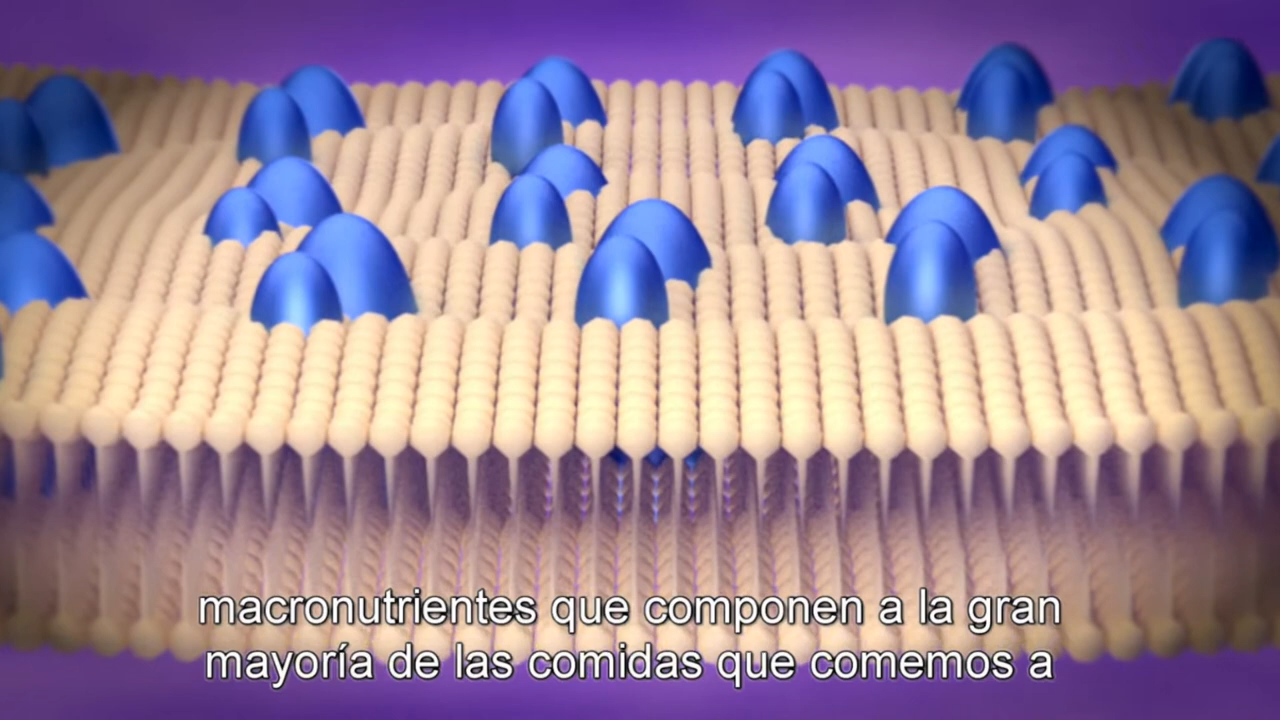 macronutrientes que componen a la gran
mayoría de las comidas que comemos a